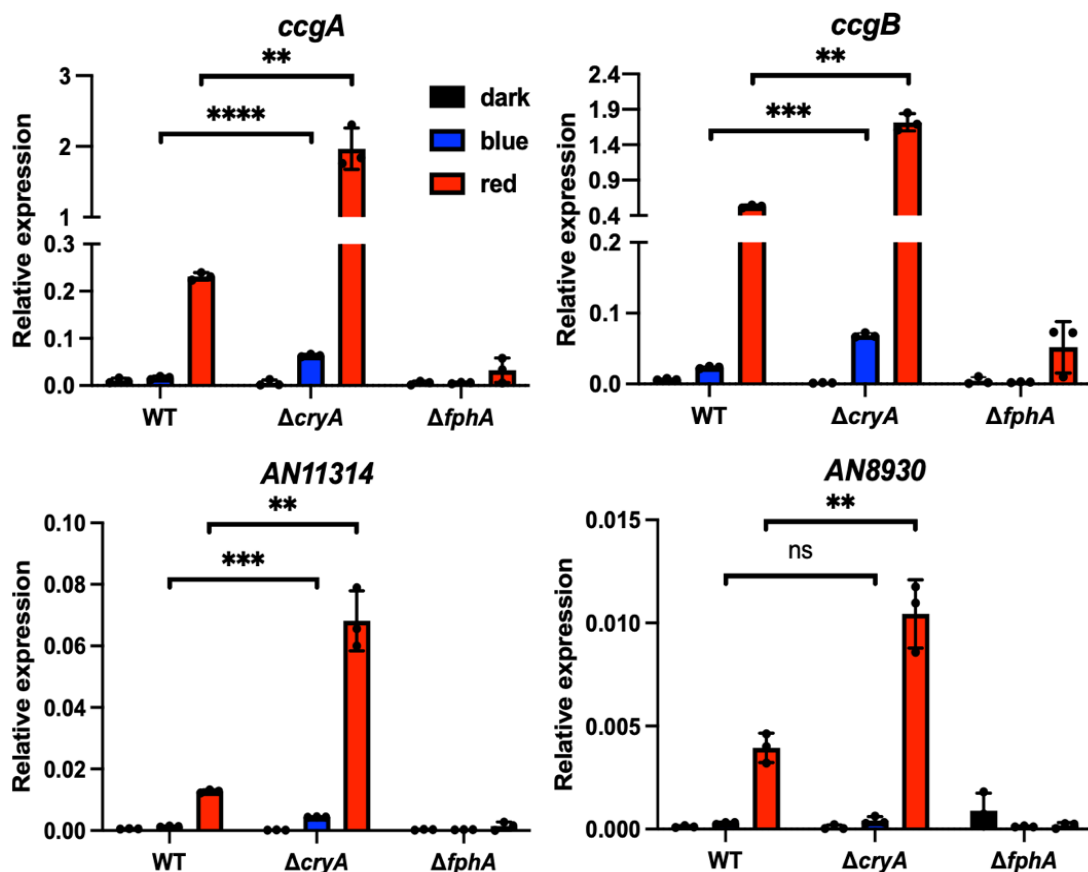 ccgA
Relative expression
3
2
1
0.3
0.2
0.1
0.0
**
****
dark
blue
red
WT
ΔcryA
ΔfphA
ccgB
Relative expression
2.4
1.9
1.4
0.9
0.4
0.2
0.1
0.0
**
***
WT
ΔcryA
ΔfphA
AN11314
Relative expression
0.10
0.08
0.06
0.04
0.02
0.00
**
***
WT
ΔcryA
ΔfphA
AN8930
Relative expression
0.015
0.010
0.005
0.000
**
ns
WT
ΔcryA
ΔfphA